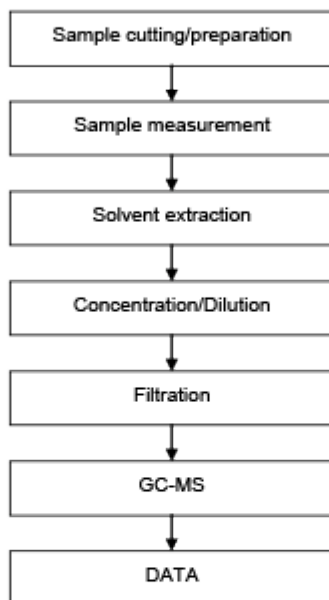 Sample cutting/preparation
Sample measurement
Solvent extraction
Concentration/Dilution
Filtration
GC-MS
DATA